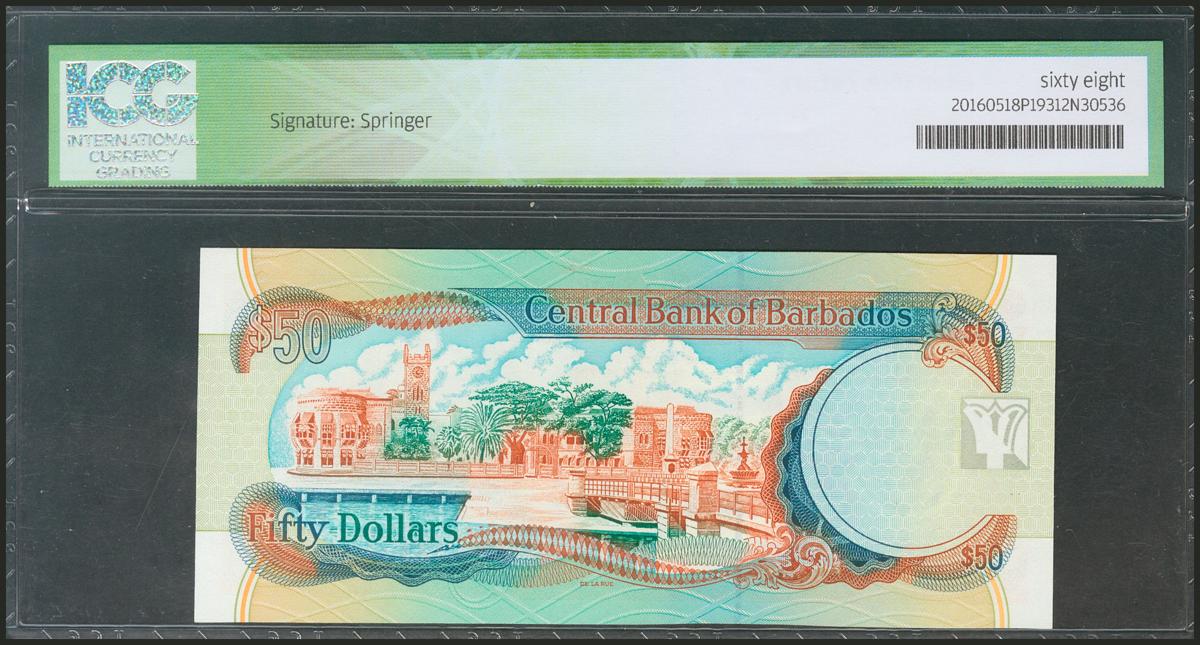 ICG
INTERNATIONAL
CURRENCY
GRADING
Signature: Springer
sixty eight
20160518P19312N30536
Central Bank of Barbados
$50
$50
Fifty Dollars
$50
DE LA RUE